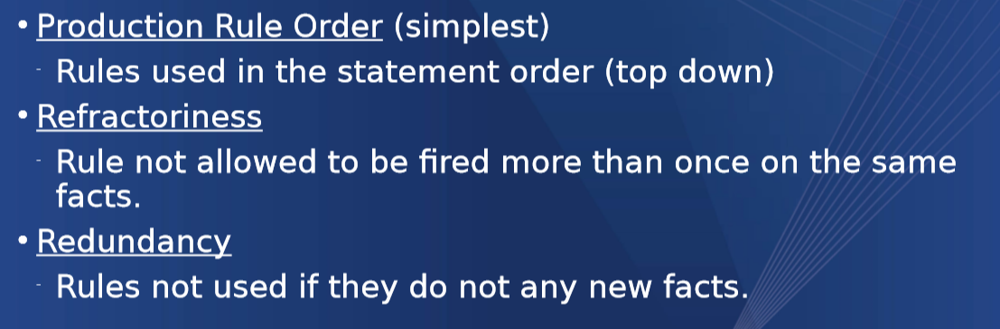 • Production Rule Order (simplest)
- Rules used in the statement order (top down)
• Refractoriness
- Rule not allowed to be fired more than once on the same
facts.
• Redundancy
- Rules not used if they do not any new facts.